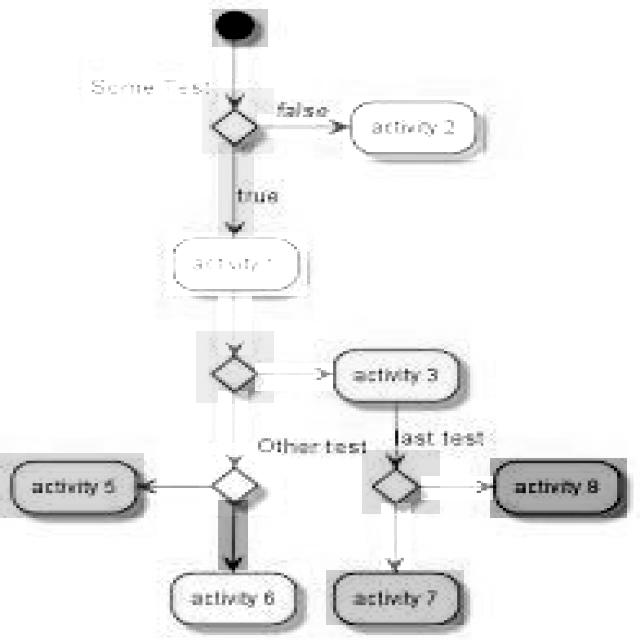 Some Test
false
activity 2
true
activity 1
activity 3
Other test
last test
activity 5
activity 8
activity 6
activity 7